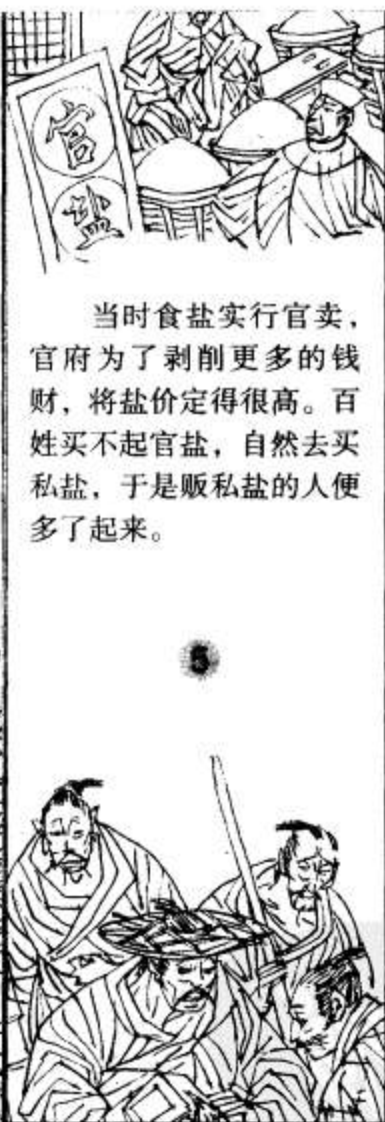 官
盐
当时食盐实行官卖，
官府为了剥削更多的钱
财，将盐价定得很高。百
姓买不起官盐，自然去买
私盐，于是贩私盐的人便
多了起来。
5